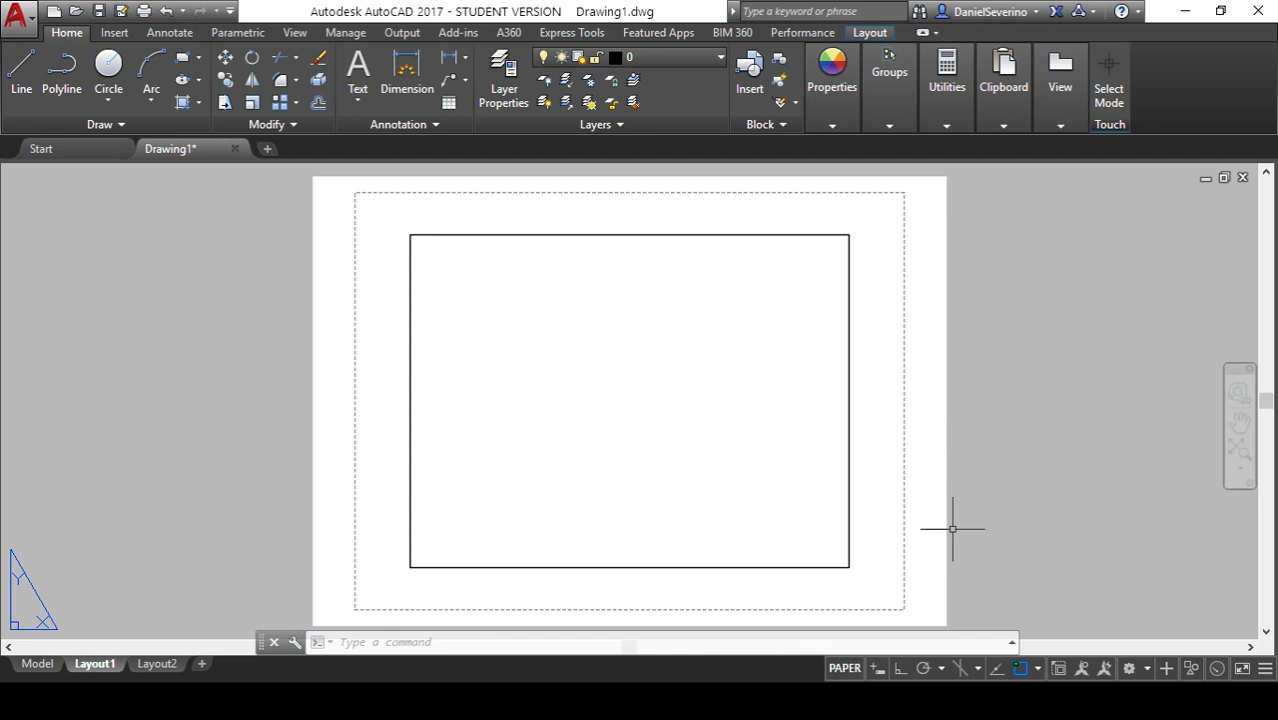 Autodesk AutoCAD 2017 - STUDENT VERSION Drawing1.dwg
Type a keyword or phrase
DanielSeverino
Home Insert Annotate Parametric View Manage Output Add-ins A360 Express Tools Featured Apps BIM 360 Performance Layout
Line Polyline Circle Arc
Text Dimension
Layer
Properties
0
Insert
Properties Groups Utilities Clipboard View
Select
Mode
Draw Modify Annotation Layers Block Touch
Start Drawing1*
Y
X
Type a command
Model Layout1 Layout2
PAPER